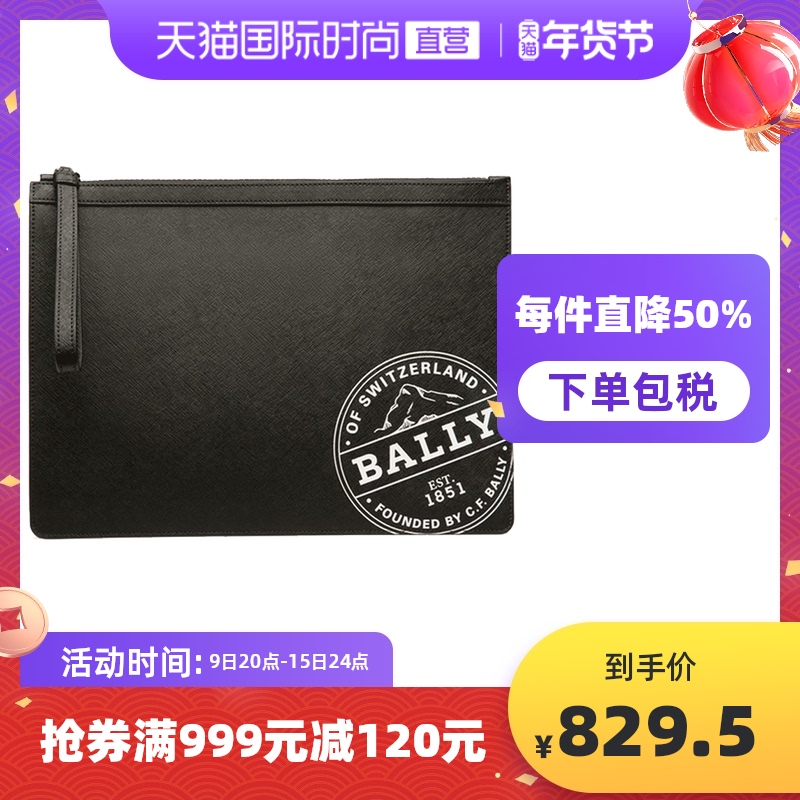 天猫国际时尚 直营 天猫 年货节
每件直降50%
下单包税
OF SWITZERLAND
BALLY
EST.
1851
FOUNDED BY C.F. BALLY
活动时间: 9日20点-15日24点
到手价
抢券满999元减120元
¥829.5